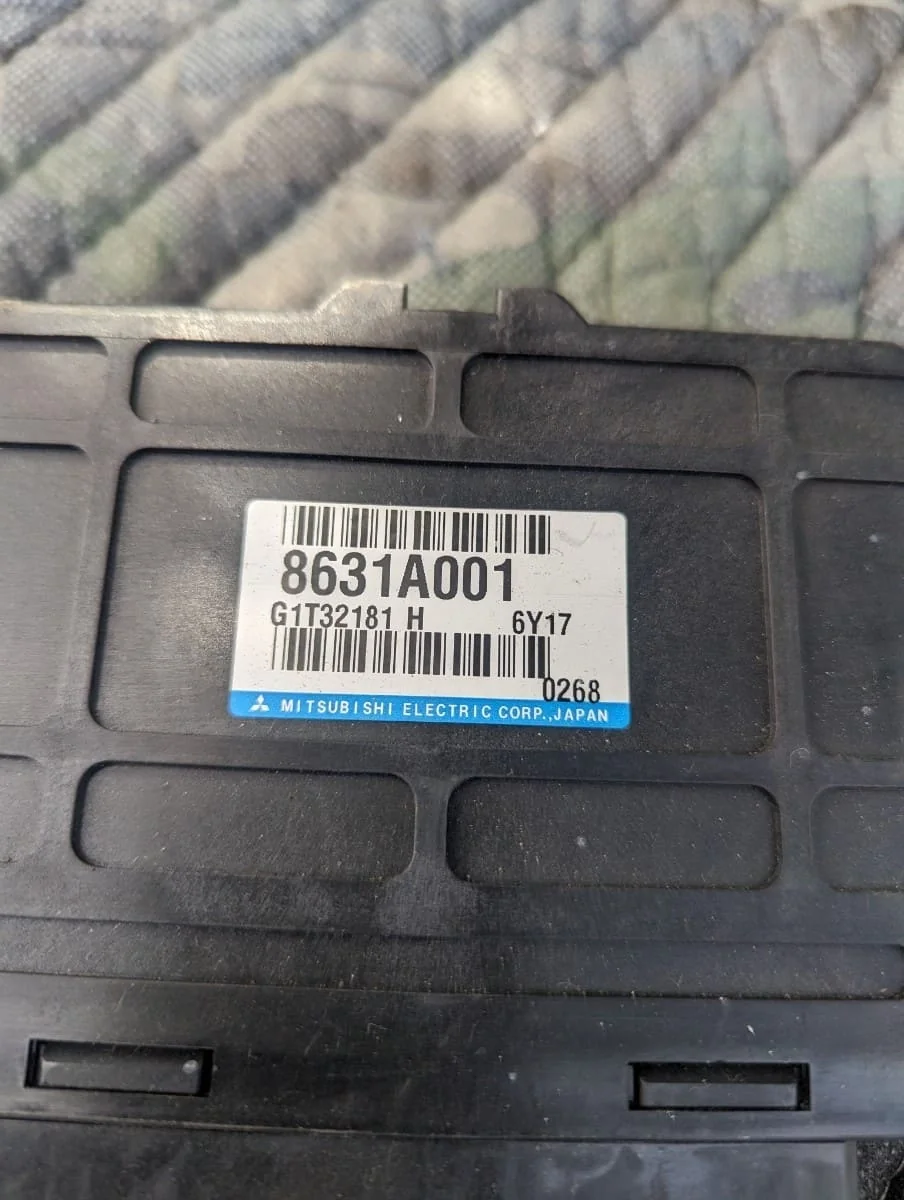 8631A001
G1T32181 H 6Y17
0268
MITSUBISHI ELECTRIC CORP.,JAPAN